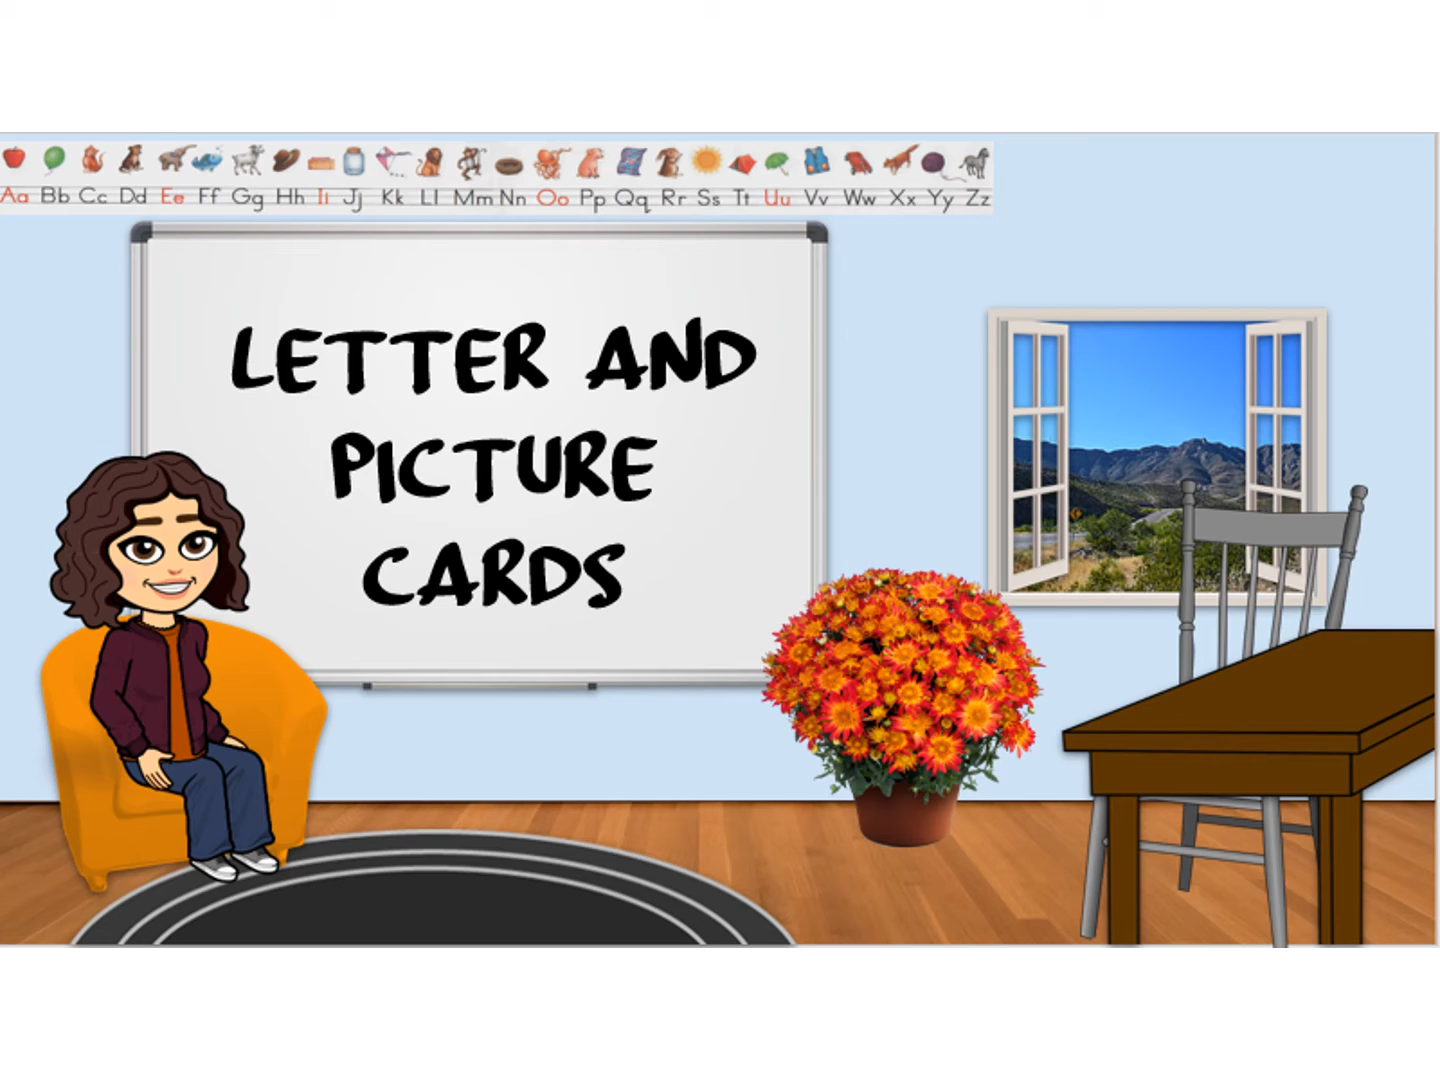 Aa Bb Cc Dd Ee Ff Gg Hh Ii Jj Kk Ll Mm Nn Oo Pp Qq Rr Ss Tt Uu Vv Ww Xx Yy Zz
LETTER AND
PICTURE
CARDS